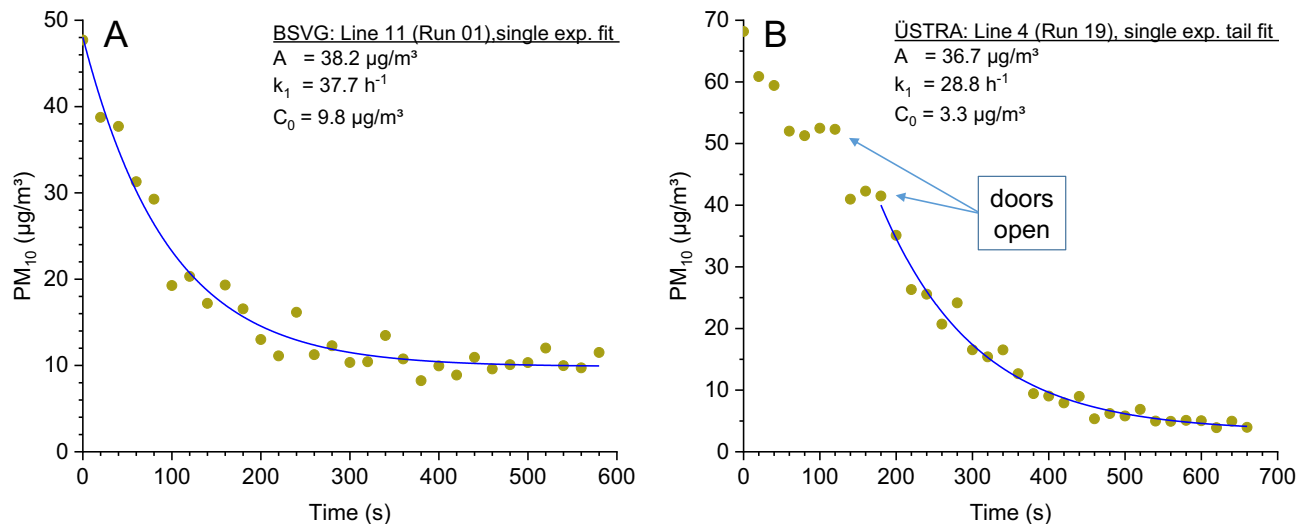 A
BSVG: Line 11 (Run 01),single exp. fit
A = 38.2 µg/m³
k₁ = 37.7 h⁻¹
C₀ = 9.8 µg/m³
50
40
30
20
10
0
PM₁₀ (µg/m³)
0 100 200 300 400 500 600
Time (s)
B
ÜSTRA: Line 4 (Run 19), single exp. tail fit
A = 36.7 µg/m³
k₁ = 28.8 h⁻¹
C₀ = 3.3 µg/m³
doors
open
70
60
50
40
30
20
10
0
PM₁₀ (µg/m³)
0 100 200 300 400 500 600 700
Time (s)